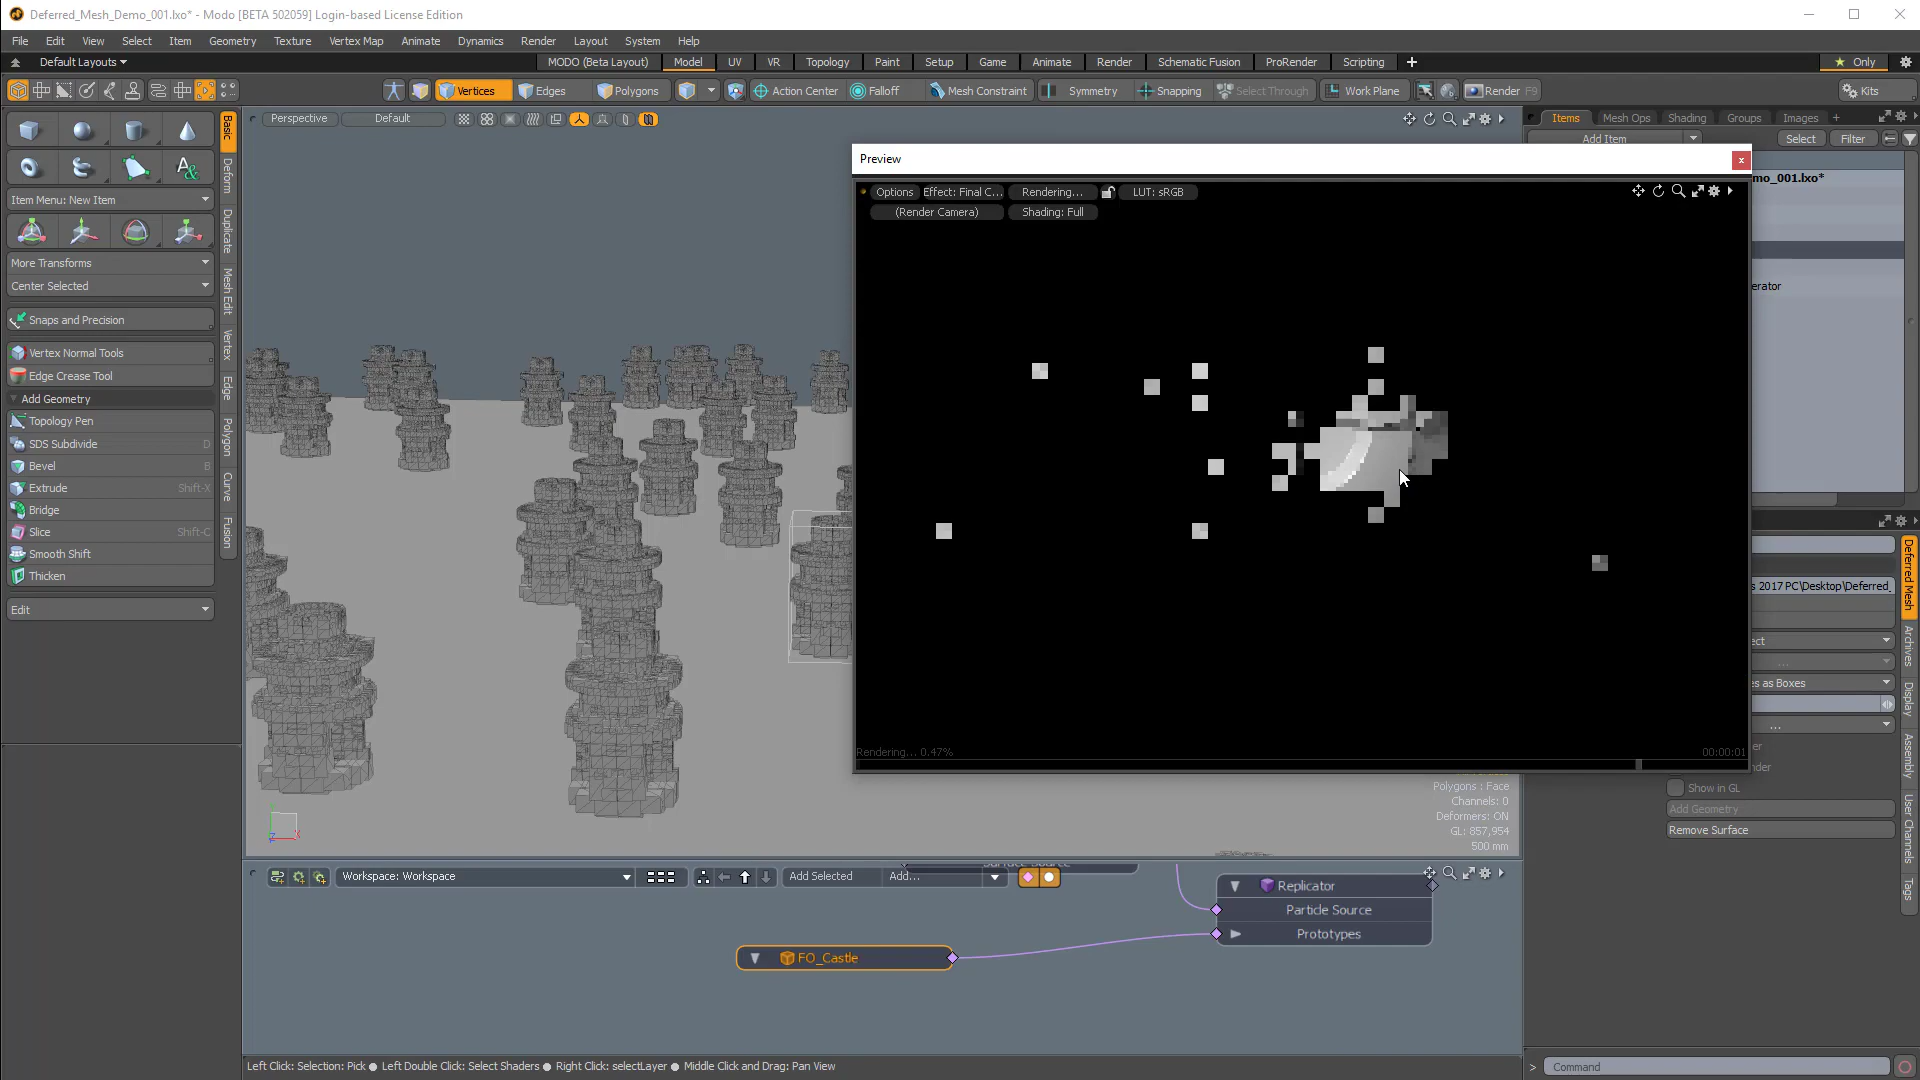 Deferred_Mesh_Demo_001.lxo* - Modo [BETA 502059] Login-based License Edition
File Edit View Select Item Geometry Texture Vertex Map Animate Dynamics Render Layout System Help
Default Layouts MODO (Beta Layout) Model UV VR Topology Paint Setup Game Animate Render Schematic Fusion ProRender Scripting + Only
Vertices Edges Polygons Action Center Falloff Mesh Constraint Symmetry Snapping Select Through Work Plane Render F9 Kits
Basic
Deform
Duplicate
Mesh Edit
Vertex
Edge
Polygon
Curve
Fusion
Item Menu: New Item
More Transforms
Center Selected
Snaps and Precision
Vertex Normal Tools
Edge Crease Tool
Add Geometry
Topology Pen
SDS Subdivide D
Bevel B
Extrude Shift-X
Bridge
Slice Shift-C
Smooth Shift
Thicken
Edit
Perspective Default
Preview
x
Options Effect: Final C... Rendering... LUT: sRGB
(Render Camera) Shading: Full
Rendering... 0.47% 00:00:01
Polygons : Face
Channels: 0
Deformers: ON
GL: 857,954
500 mm
Items Mesh Ops Shading Groups Images +
Add Item Select Filter
mo_001.lxo*
erator
s 2017 PC\Desktop\Deferred_
ect
...
es as Boxes
...
er
nder
Show in GL
Add Geometry
Remove Surface
Deferred Mesh
Archives
Display
Assembly
User Channels
Tags
Workspace: Workspace Add Selected Add...
Surface Source
Replicator
Particle Source
Prototypes
FO_Castle
Left Click: Selection: Pick ● Left Double Click: Select Shaders ● Right Click: selectLayer ● Middle Click and Drag: Pan View
> Command